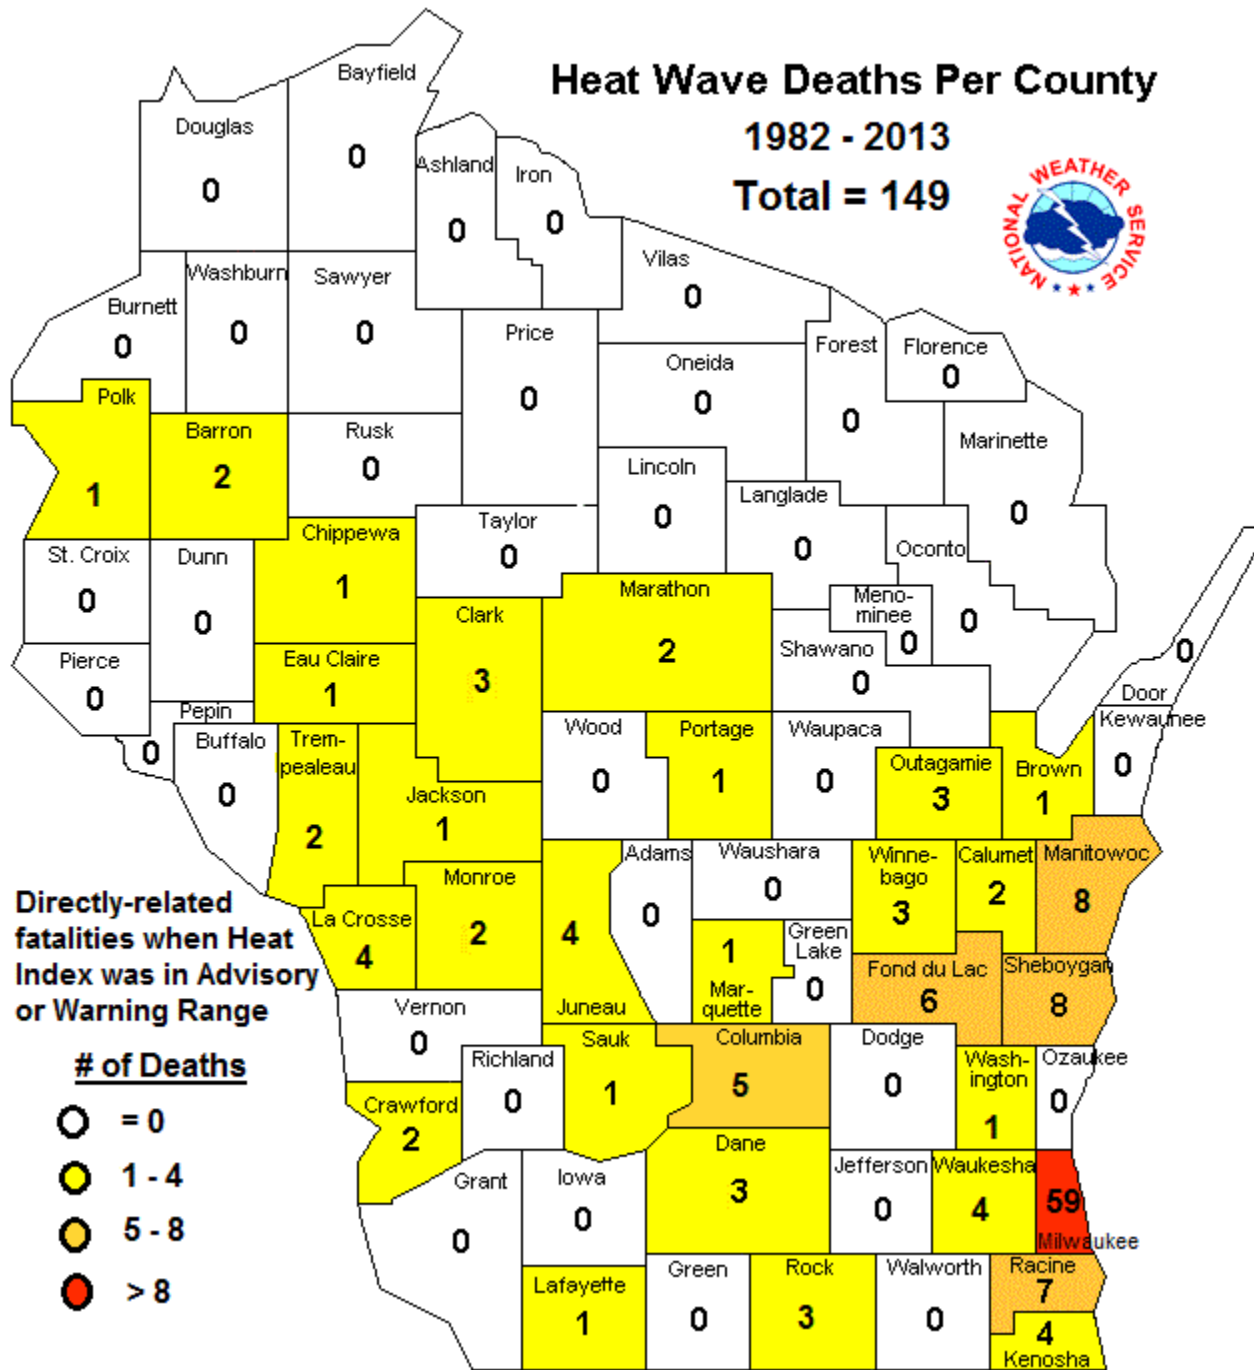 Heat Wave Deaths Per County
1982 - 2013
Total = 149
NATIONAL WEATHER SERVICE
Bayfield
0
Douglas
0
Ashland
0
Iron
0
Vilas
0
Burnett
0
Washburn
0
Sawyer
0
Price
0
Oneida
0
Forest
0
Florence
0
Marinette
0
Polk
1
Barron
2
Rusk
0
Lincoln
0
Langlade
0
Taylor
0
Chippewa
1
St. Croix
0
Dunn
0
Oconto
0
Marathon
2
Clark
3
Meno-
minee
0
Shawano
0
Pierce
0
Eau Claire
1
Door
0
Pepin
0
Buffalo
0
Trem-
pealeau
2
Jackson
1
Wood
0
Portage
1
Waupaca
0
Outagamie
3
Brown
1
Kewaunee
0
Adams
0
Waushara
0
Winne-
bago
3
Calumet
2
Manitowoc
8
Monroe
2
La Crosse
4
4
Juneau
1
Mar-
quette
Green
Lake
0
Fond du Lac
6
Sheboygan
8
Vernon
0
Richland
0
Sauk
1
Columbia
5
Dodge
0
Wash-
ington
1
Ozaukee
0
Crawford
2
Grant
0
Iowa
0
Dane
3
Jefferson
0
Waukesha
4
59
Milwaukee
Lafayette
1
Green
0
Rock
3
Walworth
0
Racine
7
4
Kenosha
Directly-related
fatalities when Heat
Index was in Advisory
or Warning Range
# of Deaths
= 0
1 - 4
5 - 8
> 8